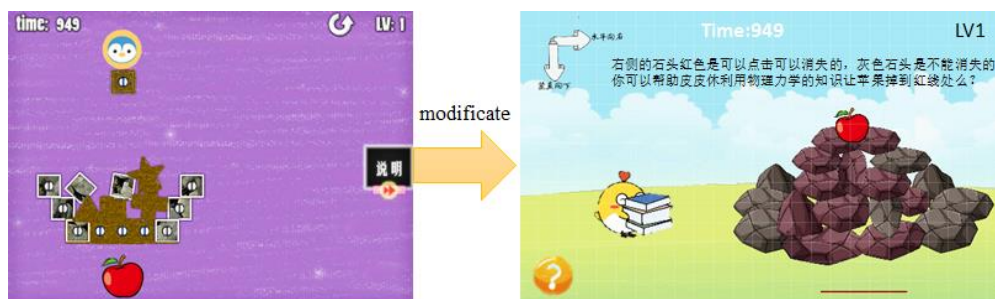 time: 949
LV: 1
说明
modificate
Time:949
LV1
水平向右
竖直向下
右侧的石头红色是可以点击可以消失的，灰色石头是不能消失的
你可以帮助皮皮休利用物理力学的知识让苹果掉到红线处么？
?